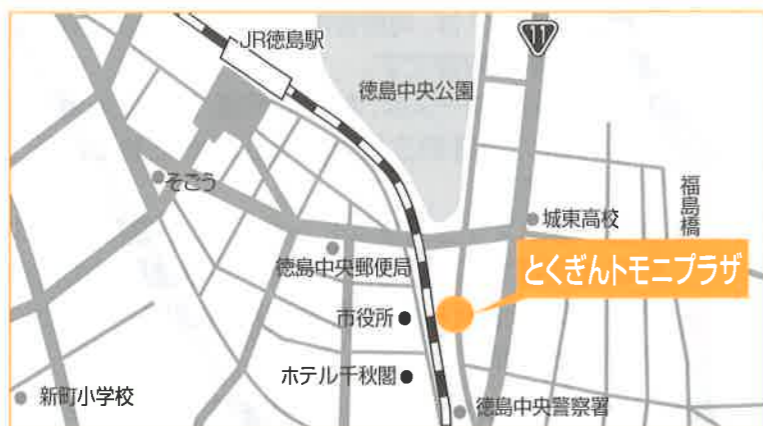 JR徳島駅
11
徳島中央公園
そごう
福島橋
城東高校
徳島中央郵便局
とくぎんトモニプラザ
市役所
ホテル千秋閣
新町小学校
徳島中央警察署